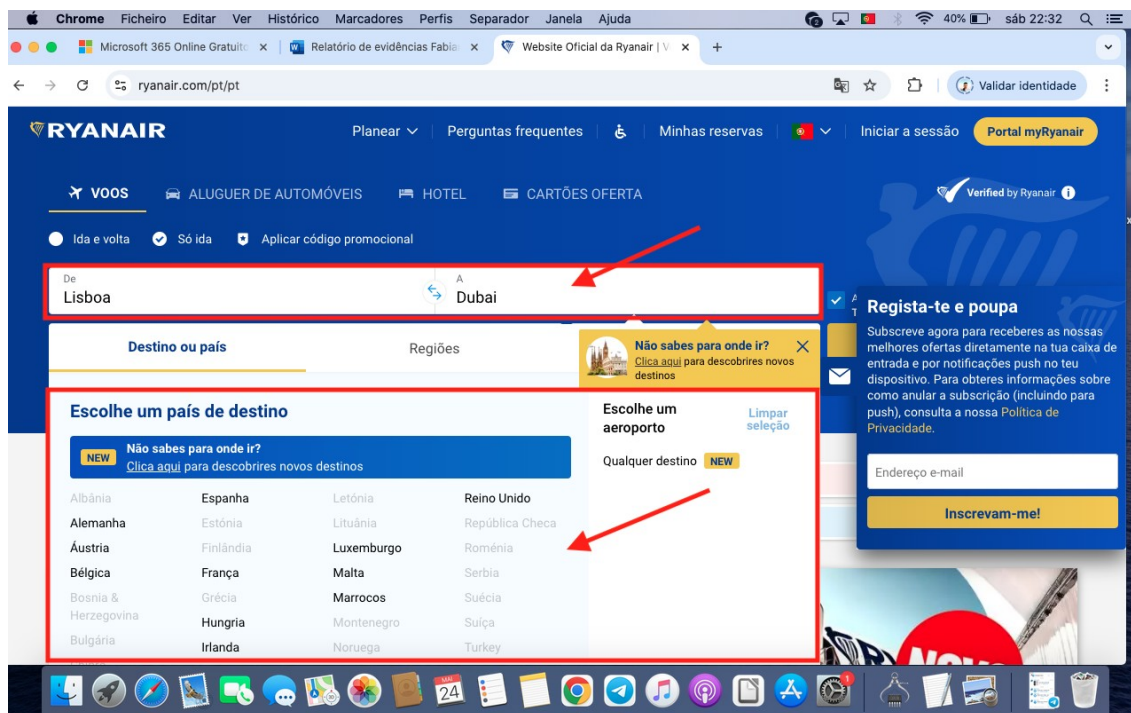 Chrome Ficheiro Editar Ver Histórico Marcadores Perfis Separador Janela Ajuda 40% sáb 22:32
Microsoft 365 Online Gratuito Relatório de evidências Fabia Website Oficial da Ryanair | V
ryanair.com/pt/pt Validar identidade
RYANAIR Planear Perguntas frequentes Minhas reservas Iniciar a sessão Portal myRyanair
VOOS ALUGUER DE AUTOMÓVEIS HOTEL CARTÕES OFERTA Verified by Ryanair
Ida e volta Só ida Aplicar código promocional
De A
Lisboa Dubai
Destino ou país Regiões
Não sabes para onde ir?
Clica aqui para descobrires novos
destinos
Regista-te e poupa
Subscreve agora para receberes as nossas
melhores ofertas diretamente na tua caixa de
entrada e por notificações push no teu
dispositivo. Para obteres informações sobre
como anular a subscrição (incluindo para
push), consulta a nossa Política de
Privacidade.
Endereço e-mail
Inscrevam-me!
Escolhe um país de destino
NEW Não sabes para onde ir?
Clica aqui para descobrires novos destinos
Albânia Espanha Letónia Reino Unido
Alemanha Estónia Lituânia República Checa
Áustria Finlândia Luxemburgo Roménia
Bélgica França Malta Serbia
Bosnia & Grécia Marrocos Suécia
Herzegovina Hungria Montenegro Suíça
Bulgária Irlanda Noruega Turkey
Escolhe um
aeroporto
Limpar
seleção
Qualquer destino NEW
MAI
24